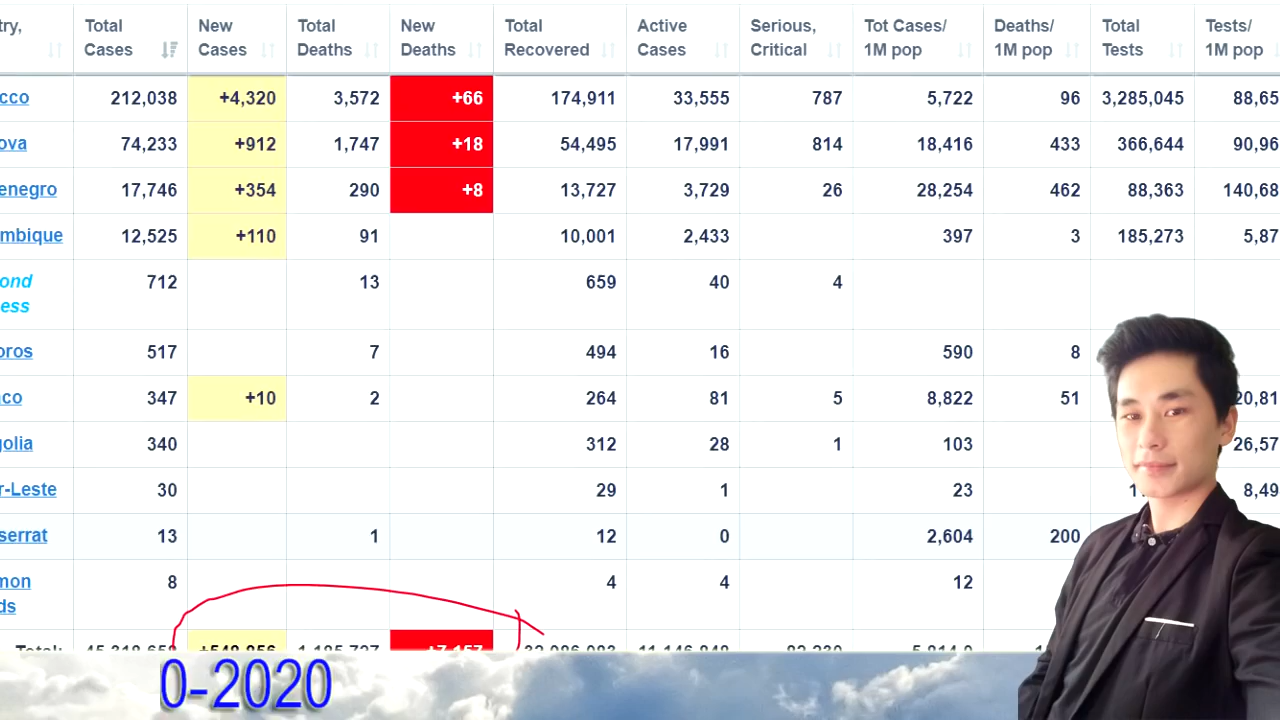 try, Total Cases New Cases Total Deaths New Deaths Total Recovered Active Cases Serious, Critical Tot Cases/ 1M pop Deaths/ 1M pop Total Tests Tests/ 1M pop
cco 212,038 +4,320 3,572 +66 174,911 33,555 787 5,722 96 3,285,045 88,65
ova 74,233 +912 1,747 +18 54,495 17,991 814 18,416 433 366,644 90,96
enegro 17,746 +354 290 +8 13,727 3,729 26 28,254 462 88,363 140,68
mbique 12,525 +110 91 10,001 2,433 397 3 185,273 5,87
ond ess 712 13 659 40 4
oros 517 7 494 16 590 8
aco 347 +10 2 264 81 5 8,822 51 20,81
golia 340 312 28 1 103 26,57
r-Leste 30 29 1 23 8,49
serrat 13 1 12 0 2,604 200
mon ds 8 4 4 12
Total:
0-2020